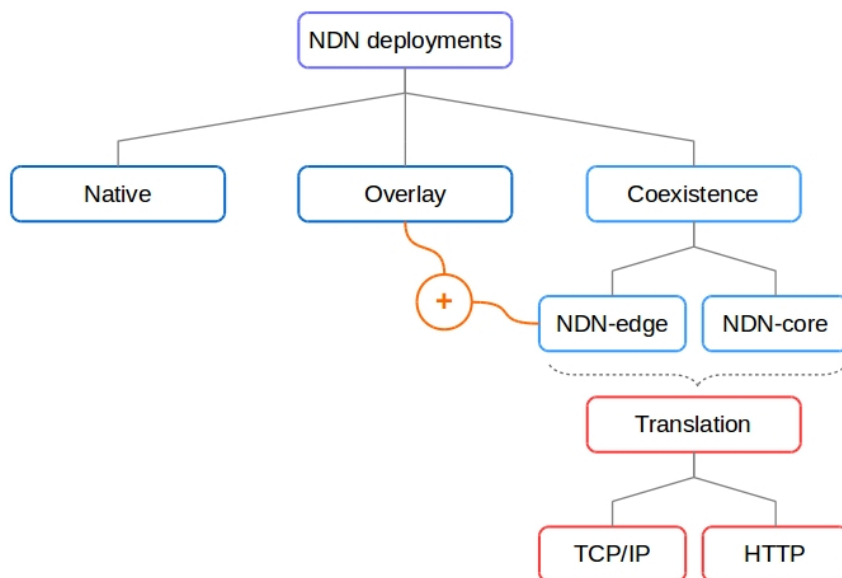 NDN deployments
Native
Overlay
Coexistence
+
NDN-edge
NDN-core
Translation
TCP/IP
HTTP